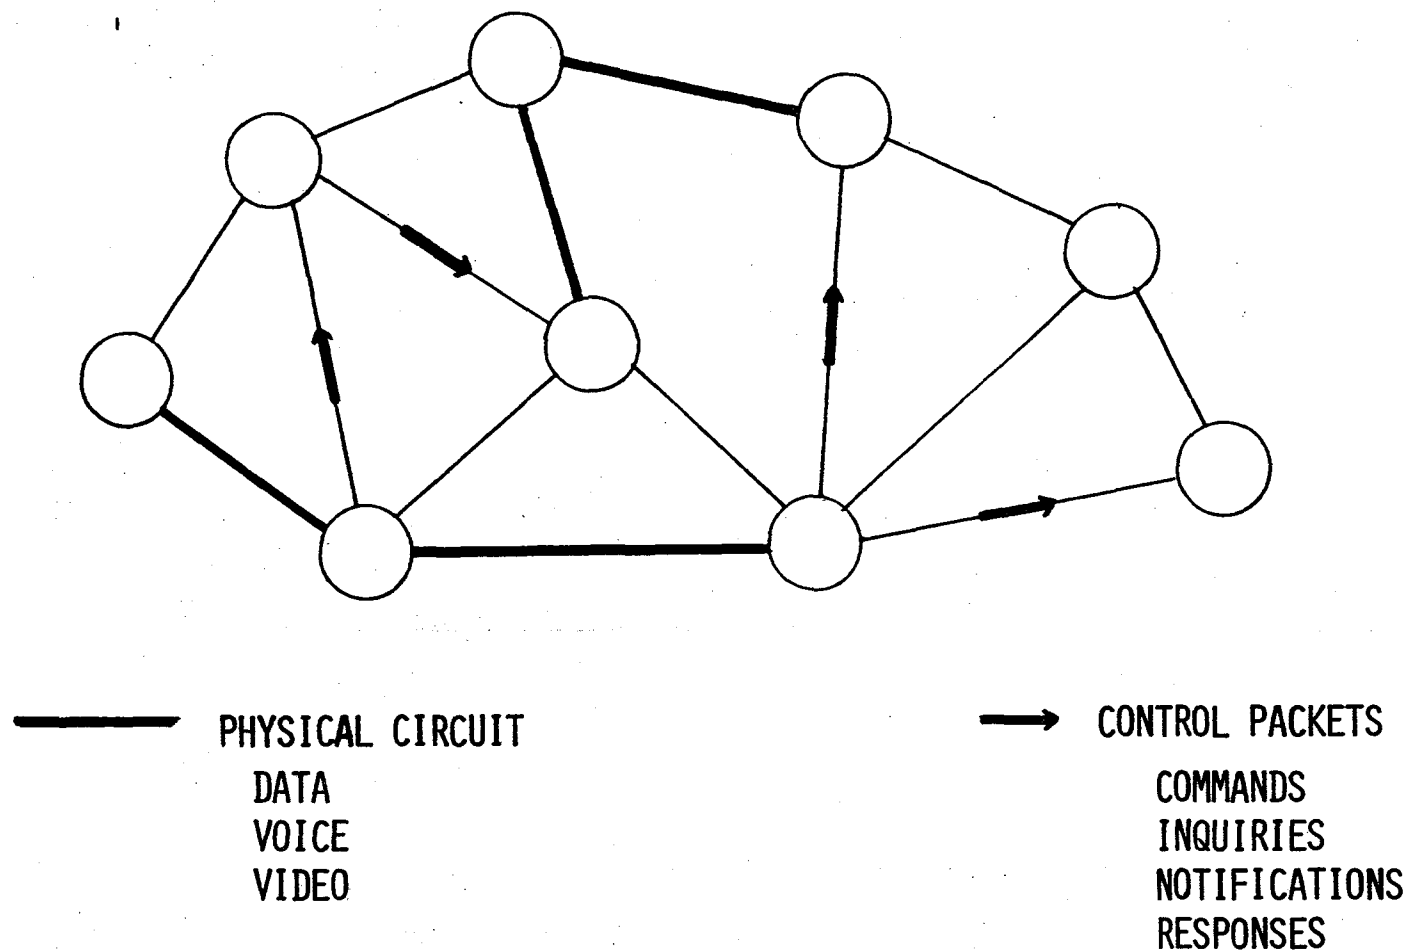 PHYSICAL CIRCUIT
DATA
VOICE
VIDEO
CONTROL PACKETS
COMMANDS
INQUIRIES
NOTIFICATIONS
RESPONSES